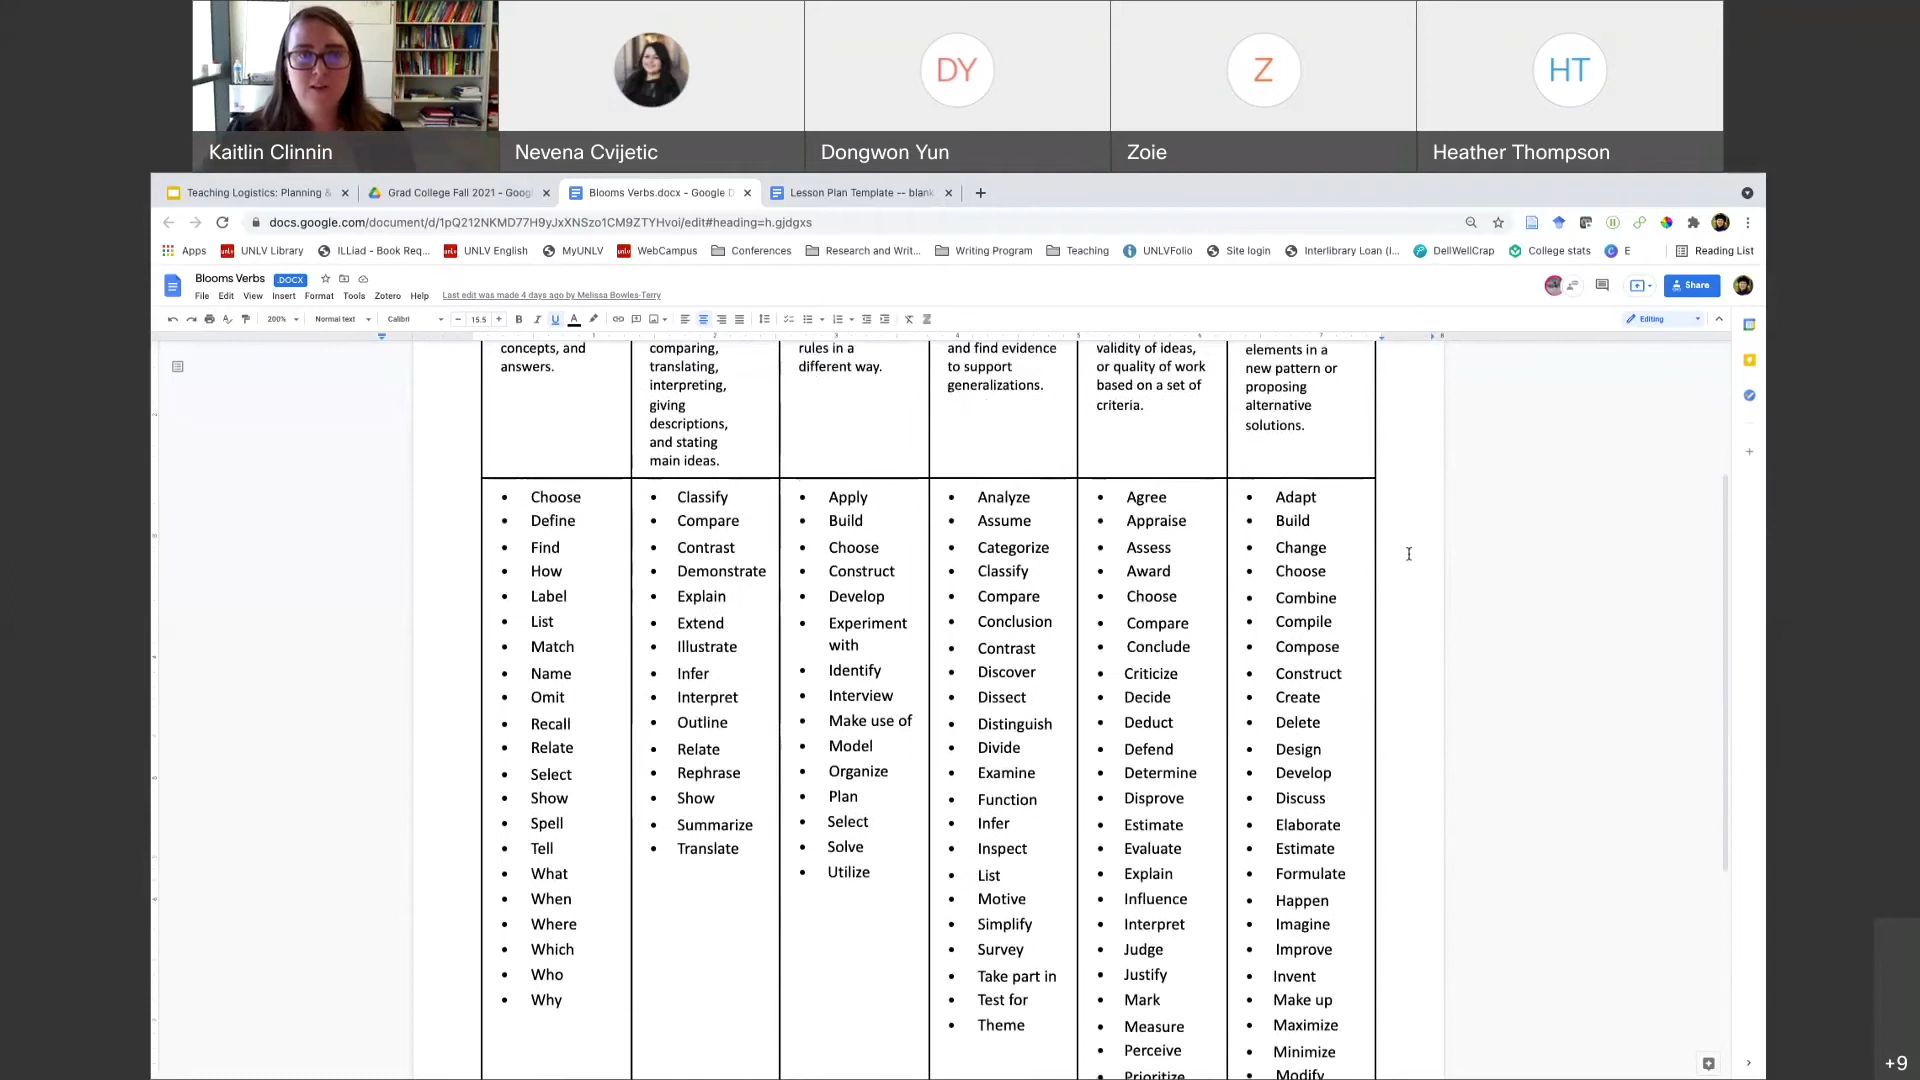 DY
Z
HT
Kaitlin Clinnin
Nevena Cvijetic
Dongwon Yun
Zoie
Heather Thompson
Teaching Logistics: Planning &
Grad College Fall 2021 - Goog
Blooms Verbs.docx - Google D
Lesson Plan Template -- blank
docs.google.com/document/d/1pQ212NKMD77H9yJxXNSzo1CM9ZTYHvoi/edit#heading=h.gjdgxs
Apps
UNLV Library
ILLiad - Book Req...
UNLV English
MyUNLV
WebCampus
Conferences
Research and Writ...
Writing Program
Teaching
UNLVFolio
Site login
Interlibrary Loan (I...
DellWellCrap
College stats
E
Reading List
Blooms Verbs
.DOCX
File Edit View Insert Format Tools Zotero Help
Last edit was made 4 days ago by Melissa Bowles-Terry
Share
200%
Normal text
Calibri
15.5
Editing
concepts, and
answers.
comparing,
translating,
interpreting,
giving
descriptions,
and stating
main ideas.
rules in a
different way.
and find evidence
to support
generalizations.
validity of ideas,
or quality of work
based on a set of
criteria.
elements in a
new pattern or
proposing
alternative
solutions.
• Choose
• Define
• Find
• How
• Label
• List
• Match
• Name
• Omit
• Recall
• Relate
• Select
• Show
• Spell
• Tell
• What
• When
• Where
• Which
• Who
• Why
• Classify
• Compare
• Contrast
• Demonstrate
• Explain
• Extend
• Illustrate
• Infer
• Interpret
• Outline
• Relate
• Rephrase
• Show
• Summarize
• Translate
• Apply
• Build
• Choose
• Construct
• Develop
• Experiment
with
• Identify
• Interview
• Make use of
• Model
• Organize
• Plan
• Select
• Solve
• Utilize
• Analyze
• Assume
• Categorize
• Classify
• Compare
• Conclusion
• Contrast
• Discover
• Dissect
• Distinguish
• Divide
• Examine
• Function
• Infer
• Inspect
• List
• Motive
• Simplify
• Survey
• Take part in
• Test for
• Theme
• Agree
• Appraise
• Assess
• Award
• Choose
• Compare
• Conclude
• Criticize
• Decide
• Deduct
• Defend
• Determine
• Disprove
• Estimate
• Evaluate
• Explain
• Influence
• Interpret
• Judge
• Justify
• Mark
• Measure
• Perceive
• Prioritize
• Adapt
• Build
• Change
• Choose
• Combine
• Compile
• Compose
• Construct
• Create
• Delete
• Design
• Develop
• Discuss
• Elaborate
• Estimate
• Formulate
• Happen
• Imagine
• Improve
• Invent
• Make up
• Maximize
• Minimize
• Modify
+9